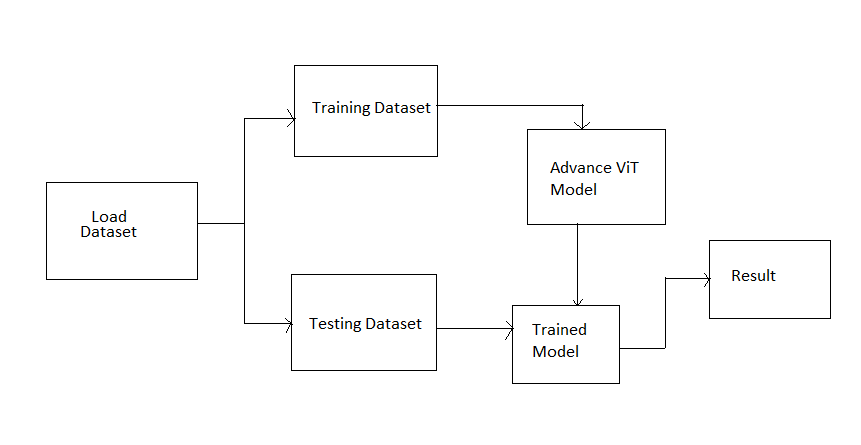 Training Dataset
Advance ViT
Model
Load
Dataset
Testing Dataset
Trained
Model
Result